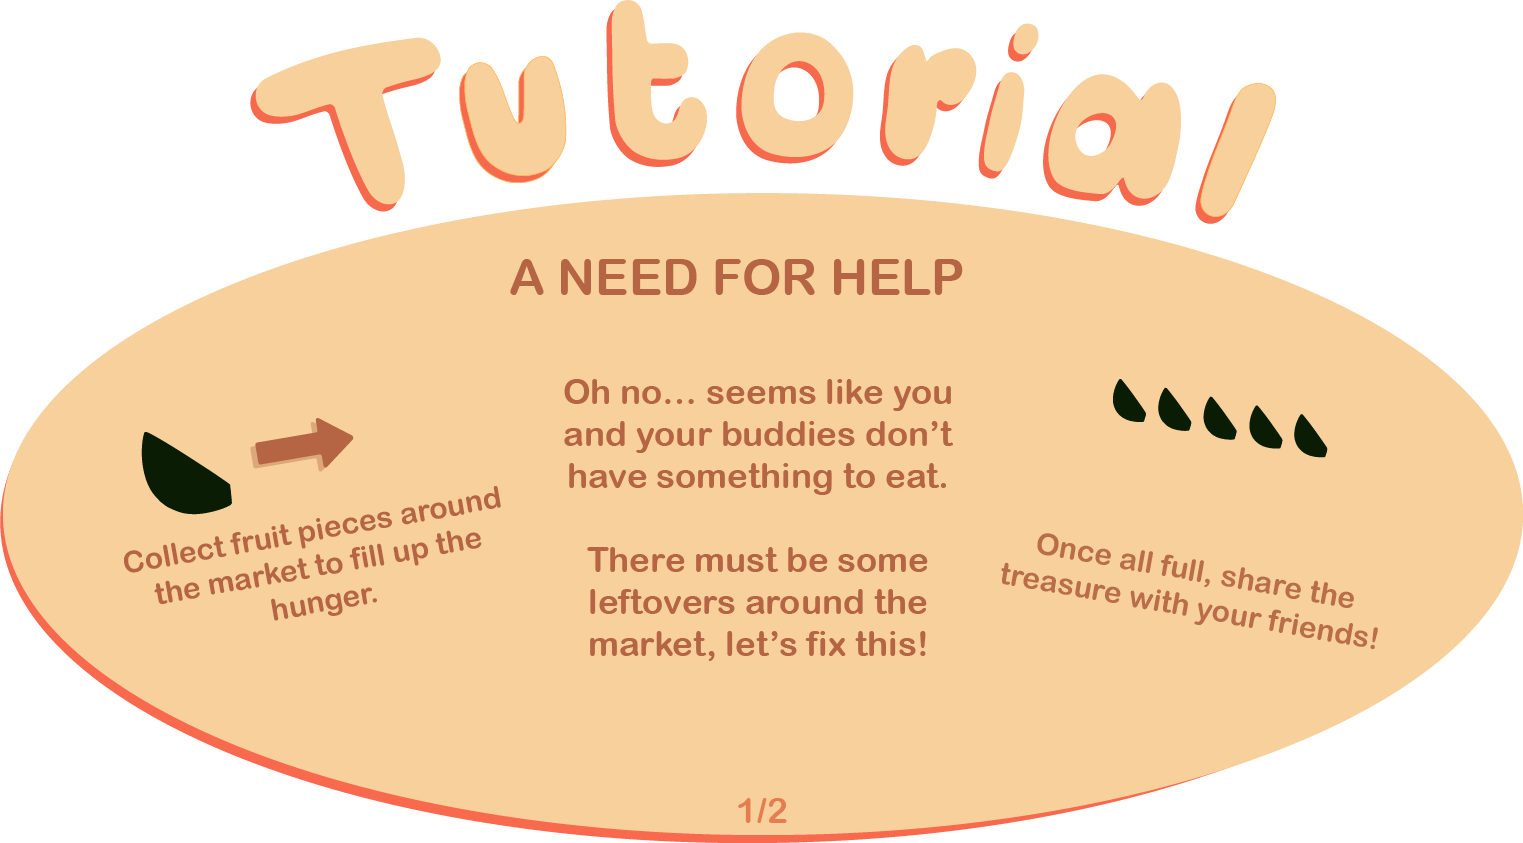 Tutorial
A NEED FOR HELP
Oh no... seems like you
and your buddies don't
have something to eat.
There must be some
leftovers around the
market, let's fix this!
Collect fruit pieces around
the market to fill up the
hunger.
Once all full, share the
treasure with your friends!
1/2